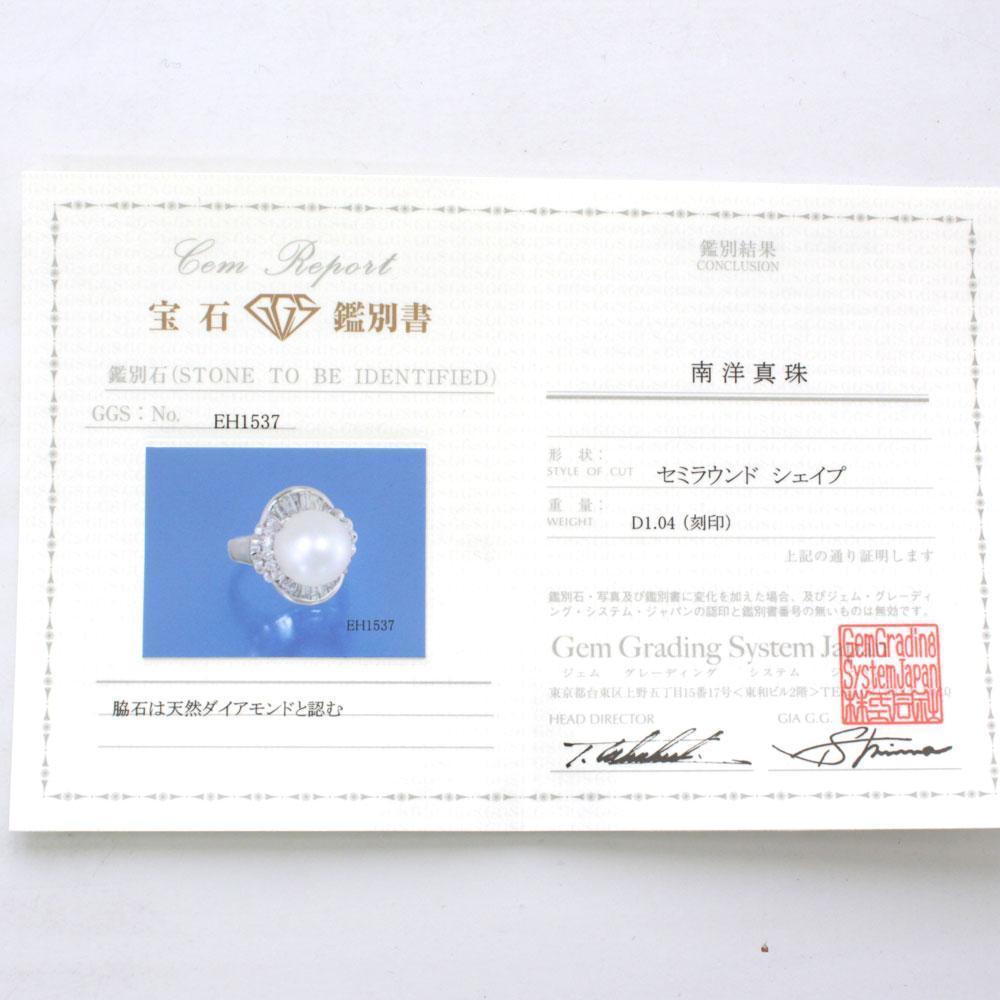 Gem Report
宝石 GGS 鑑別書
鑑別石(STONE TO BE IDENTIFIED)
GGS：No. EH1537
EH1537
脇石は天然ダイアモンドと認む
鑑別結果
CONCLUSION
南洋真珠
形 状：
STYLE OF CUT セミラウンド シェイプ
重 量：
WEIGHT D1.04 (刻印)
上記の通り証明します
鑑別石・写真及び鑑別書に変化を加えた場合、及びジェム・グレーディ
ング・システム・ジャパンの認印と鑑別書番号の無いものは無効です。
Gem Grading System
ジェム グレーディング システム
東京都台東区上野五丁目15番17号<東和ビル2階>
GemGrading
SystemJapan
株式会社
HEAD DIRECTOR GIA G.G.